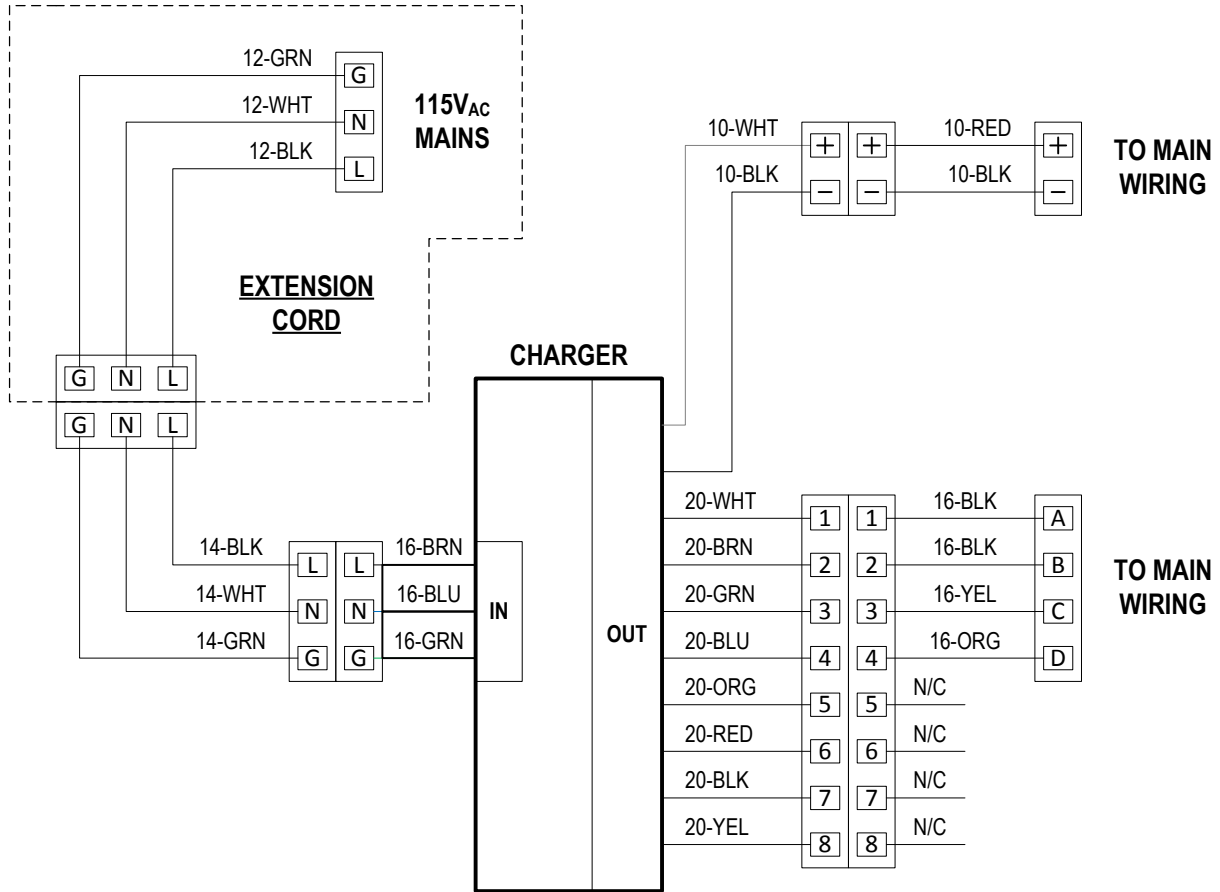 12-GRN
G
12-WHT
N
12-BLK
L
115VAC
MAINS
EXTENSION
CORD
G N L
G N L
14-BLK
L L
16-BRN
14-WHT
N N
16-BLU
14-GRN
G G
16-GRN
CHARGER
IN
OUT
10-WHT
+ +
10-RED
+
10-BLK
− −
10-BLK
−
TO MAIN
WIRING
20-WHT
1 1
16-BLK
A
20-BRN
2 2
16-BLK
B
20-GRN
3 3
16-YEL
C
20-BLU
4 4
16-ORG
D
20-ORG
5 5
N/C
20-RED
6 6
N/C
20-BLK
7 7
N/C
20-YEL
8 8
N/C
TO MAIN
WIRING